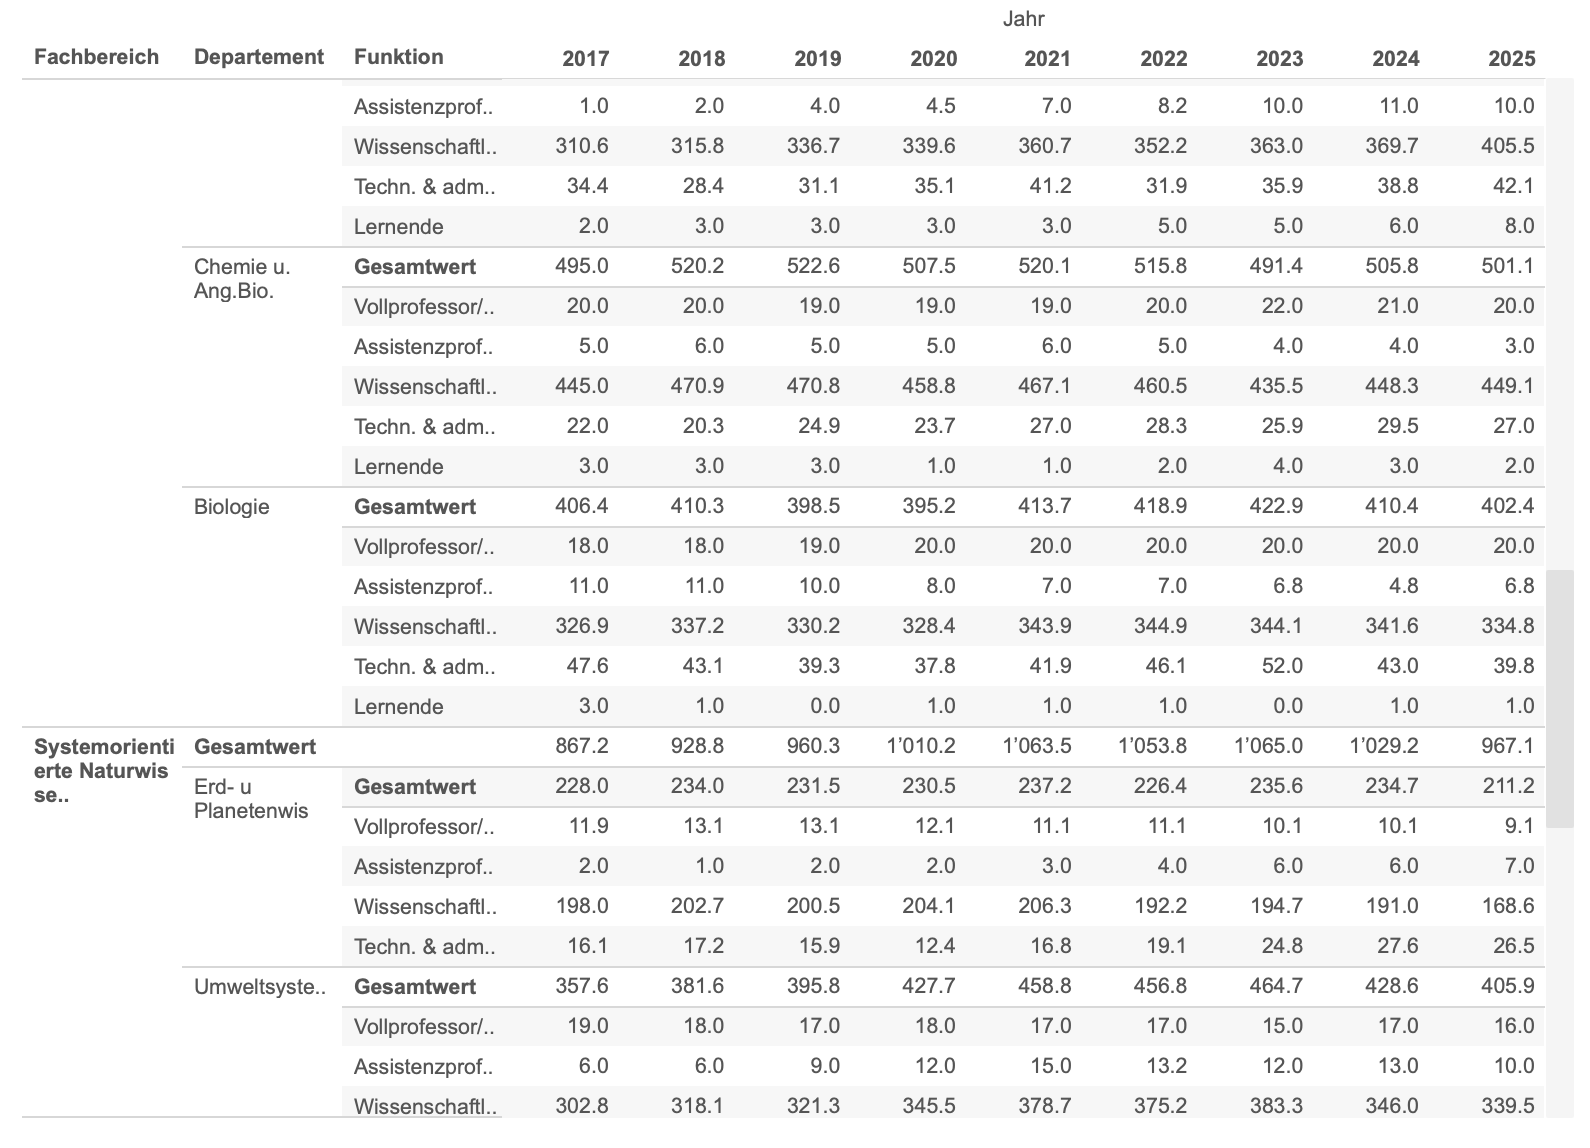 Jahr
Fachbereich Departement Funktion 2017 2018 2019 2020 2021 2022 2023 2024 2025
Assistenzprof.. 1.0 2.0 4.0 4.5 7.0 8.2 10.0 11.0 10.0
Wissenschaftl.. 310.6 315.8 336.7 339.6 360.7 352.2 363.0 369.7 405.5
Techn. & adm.. 34.4 28.4 31.1 35.1 41.2 31.9 35.9 38.8 42.1
Lernende 2.0 3.0 3.0 3.0 3.0 5.0 5.0 6.0 8.0
Chemie u. Gesamtwert 495.0 520.2 522.6 507.5 520.1 515.8 491.4 505.8 501.1
Ang.Bio.
Vollprofessor/.. 20.0 20.0 19.0 19.0 19.0 20.0 22.0 21.0 20.0
Assistenzprof.. 5.0 6.0 5.0 5.0 6.0 5.0 4.0 4.0 3.0
Wissenschaftl.. 445.0 470.9 470.8 458.8 467.1 460.5 435.5 448.3 449.1
Techn. & adm.. 22.0 20.3 24.9 23.7 27.0 28.3 25.9 29.5 27.0
Lernende 3.0 3.0 3.0 1.0 1.0 2.0 4.0 3.0 2.0
Biologie Gesamtwert 406.4 410.3 398.5 395.2 413.7 418.9 422.9 410.4 402.4
Vollprofessor/.. 18.0 18.0 19.0 20.0 20.0 20.0 20.0 20.0 20.0
Assistenzprof.. 11.0 11.0 10.0 8.0 7.0 7.0 6.8 4.8 6.8
Wissenschaftl.. 326.9 337.2 330.2 328.4 343.9 344.9 344.1 341.6 334.8
Techn. & adm.. 47.6 43.1 39.3 37.8 41.9 46.1 52.0 43.0 39.8
Lernende 3.0 1.0 0.0 1.0 1.0 1.0 0.0 1.0 1.0
Systemorienti Gesamtwert 867.2 928.8 960.3 1’010.2 1’063.5 1’053.8 1’065.0 1’029.2 967.1
erte Naturwis
se..
Erd- u Gesamtwert 228.0 234.0 231.5 230.5 237.2 226.4 235.6 234.7 211.2
Planetenwis
Vollprofessor/.. 11.9 13.1 13.1 12.1 11.1 11.1 10.1 10.1 9.1
Assistenzprof.. 2.0 1.0 2.0 2.0 3.0 4.0 6.0 6.0 7.0
Wissenschaftl.. 198.0 202.7 200.5 204.1 206.3 192.2 194.7 191.0 168.6
Techn. & adm.. 16.1 17.2 15.9 12.4 16.8 19.1 24.8 27.6 26.5
Umweltsyste.. Gesamtwert 357.6 381.6 395.8 427.7 458.8 456.8 464.7 428.6 405.9
Vollprofessor/.. 19.0 18.0 17.0 18.0 17.0 17.0 15.0 17.0 16.0
Assistenzprof.. 6.0 6.0 9.0 12.0 15.0 13.2 12.0 13.0 10.0
Wissenschaftl.. 302.8 318.1 321.3 345.5 378.7 375.2 383.3 346.0 339.5